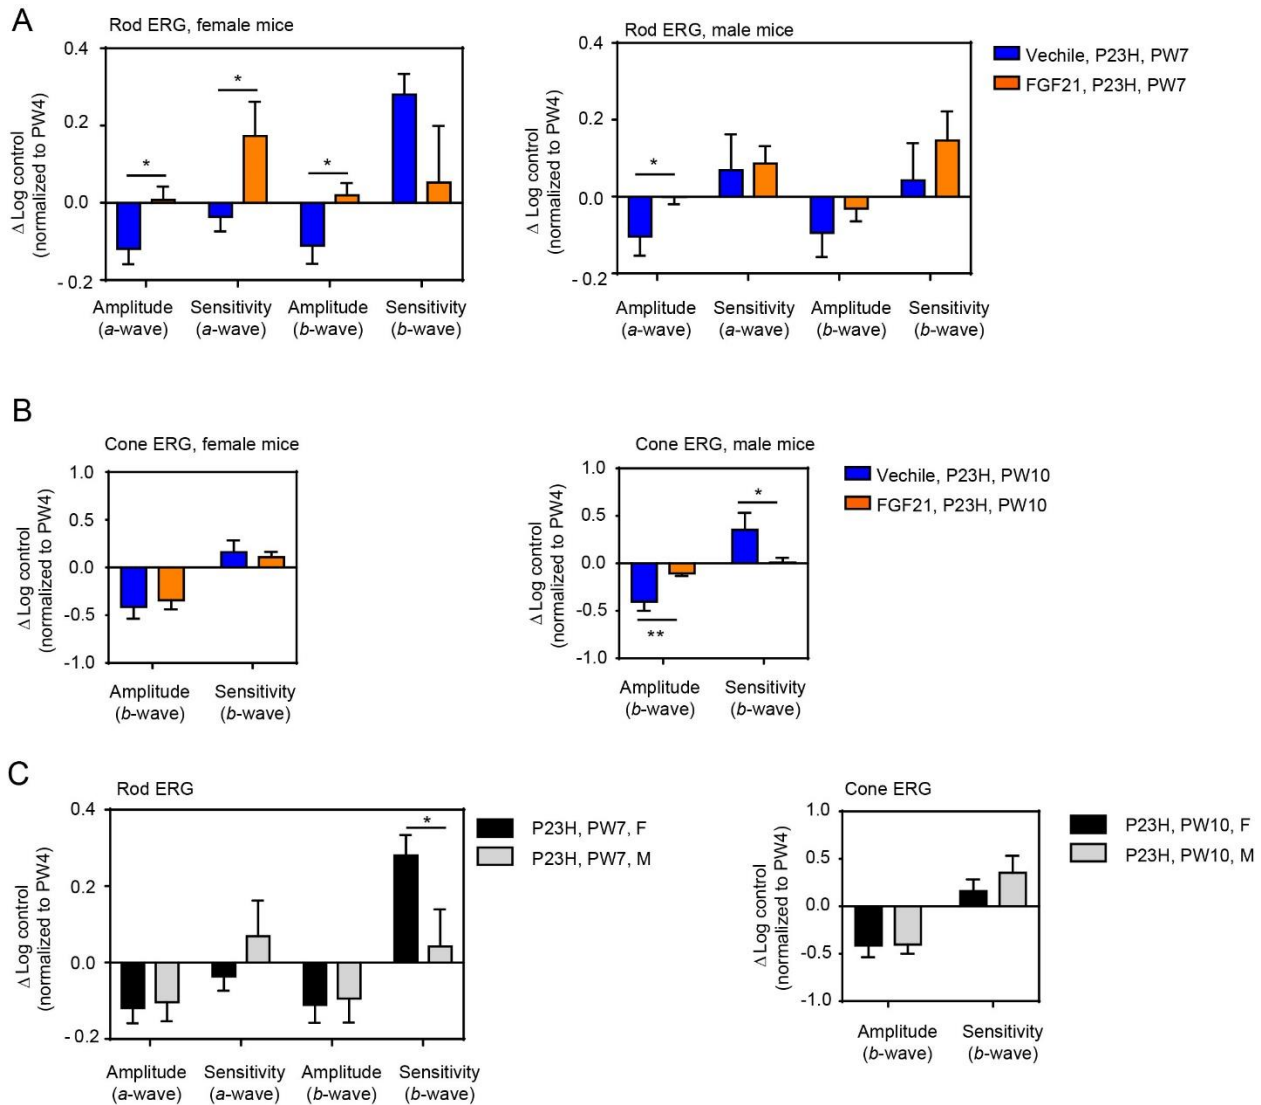 A
Rod ERG, female mice
Δ Log control
(normalized to PW4)
0.4
0.2
0.0
- 0.2
*
*
*
Amplitude
(a-wave)
Sensitivity
(a-wave)
Amplitude
(b-wave)
Sensitivity
(b-wave)
Rod ERG, male mice
Δ Log control
(normalized to PW4)
0.4
0.2
0.0
- 0.2
*
Amplitude
(a-wave)
Sensitivity
(a-wave)
Amplitude
(b-wave)
Sensitivity
(b-wave)
Vechile, P23H, PW7
FGF21, P23H, PW7
B
Cone ERG, female mice
Δ Log control
(normalized to PW4)
1.0
0.5
0.0
-0.5
-1.0
Amplitude
(b-wave)
Sensitivity
(b-wave)
Cone ERG, male mice
Δ Log control
(normalized to PW4)
1.0
0.5
0.0
-0.5
-1.0
*
**
Amplitude
(b-wave)
Sensitivity
(b-wave)
Vechile, P23H, PW10
FGF21, P23H, PW10
C
Rod ERG
Δ Log control
(normalized to PW4)
0.4
0.2
0.0
- 0.2
*
Amplitude
(a-wave)
Sensitivity
(a-wave)
Amplitude
(b-wave)
Sensitivity
(b-wave)
P23H, PW7, F
P23H, PW7, M
Cone ERG
Δ Log control
(normalized to PW4)
1.0
0.5
0.0
-0.5
-1.0
Amplitude
(b-wave)
Sensitivity
(b-wave)
P23H, PW10, F
P23H, PW10, M